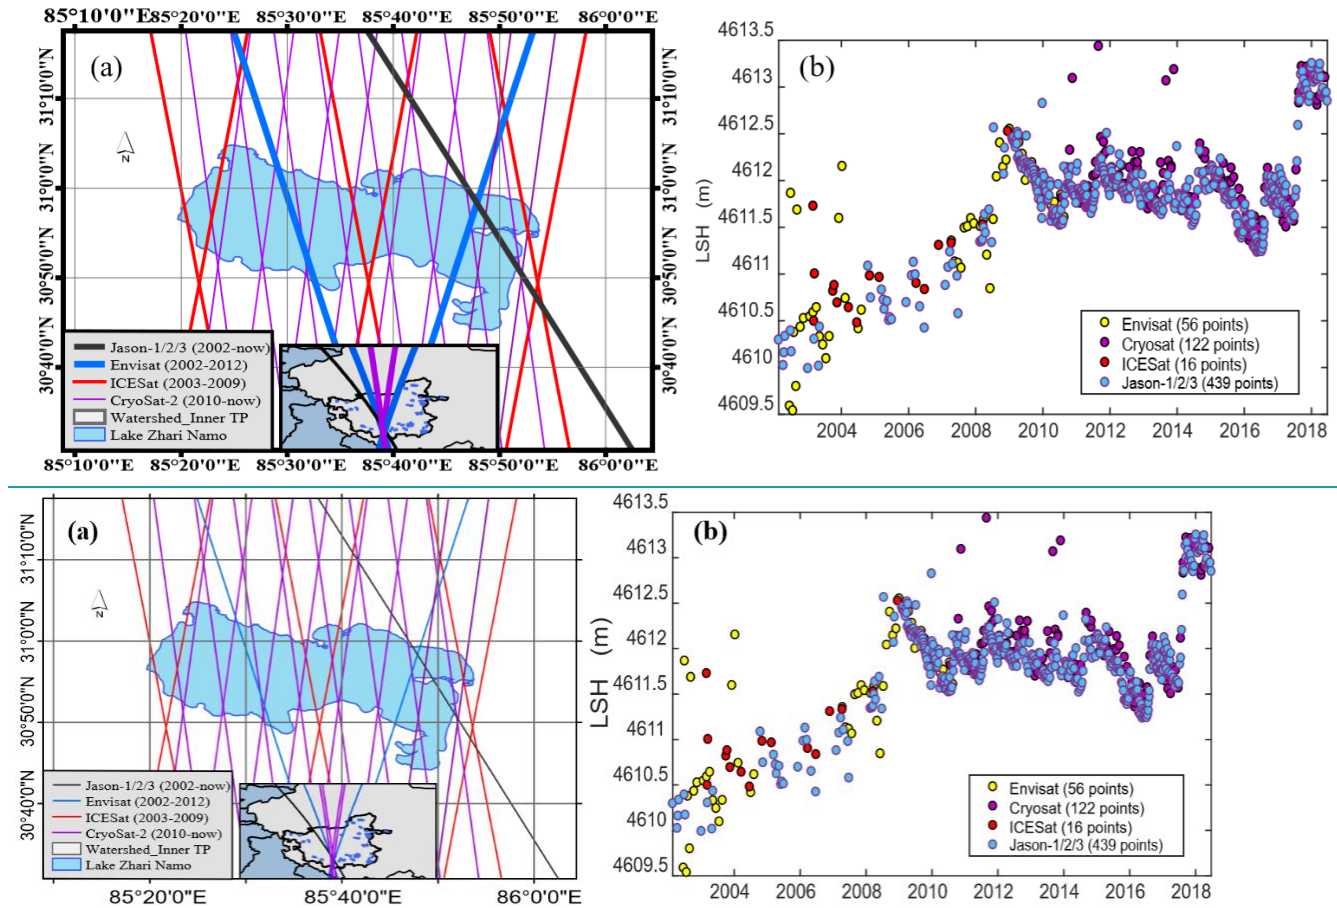 85°10'0"E 85°20'0"E 85°30'0"E 85°40'0"E 85°50'0"E 86°0'0"E
(a)
31°10'0"N 31°0'0"N 30°50'0"N 30°40'0"N
31°10'0"N 31°0'0"N 30°50'0"N 30°40'0"N
N
Jason-1/2/3 (2002-now)
Envisat (2002-2012)
ICESat (2003-2009)
CryoSat-2 (2010-now)
Watershed_Inner TP
Lake Zhari Namo
85°10'0"E 85°20'0"E 85°30'0"E 85°40'0"E 85°50'0"E 86°0'0"E
(b)
LSH (m)
4613.5
4613
4612.5
4612
4611.5
4611
4610.5
4610
4609.5
Envisat (56 points)
Cryosat (122 points)
ICESat (16 points)
Jason-1/2/3 (439 points)
2004 2006 2008 2010 2012 2014 2016 2018
(a)
31°10'0"N 31°0'0"N 30°50'0"N 30°40'0"N
N
Jason-1/2/3 (2002-now)
Envisat (2002-2012)
ICESat (2003-2009)
CryoSat-2 (2010-now)
Watershed_Inner TP
Lake Zhari Namo
85°20'0"E 85°40'0"E 86°0'0"E
(b)
LSH (m)
4613.5
4613
4612.5
4612
4611.5
4611
4610.5
4610
4609.5
Envisat (56 points)
Cryosat (122 points)
ICESat (16 points)
Jason-1/2/3 (439 points)
2004 2006 2008 2010 2012 2014 2016 2018